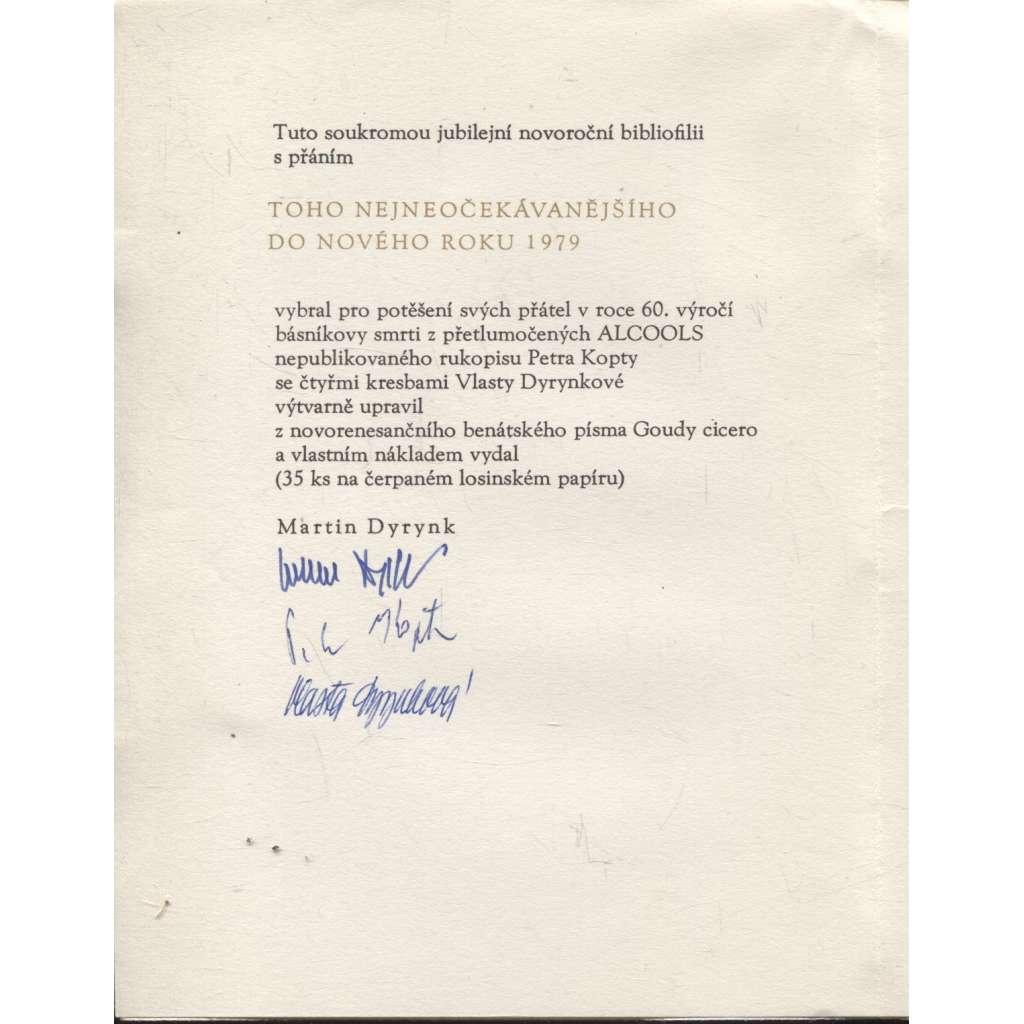 Tuto soukromou jubilejní novoroční bibliofilii
s přáním
TOHO NEJNEOČEKÁVANĚJŠÍHO
DO NOVÉHO ROKU 1979
vybral pro potěšení svých přátel v roce 60. výročí
básníkovy smrti z přetlumočených ALCOOLS
nepublikovaného rukopisu Petra Kopty
se čtyřmi kresbami Vlasty Dyrynkové
výtvarně upravil
z novorenesančního benátského písma Goudy cicero
a vlastním nákladem vydal
(35 ks na čerpaném losinském papíru)
Martin Dyrynk
Vlasta Dyrynková